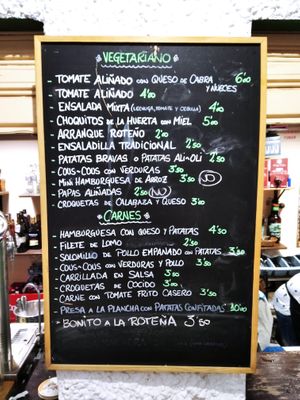 VEGETARIANO
- TOMATE ALIÑADO CON QUESO DE CABRA Y NUECES 6'00
- TOMATE ALIÑADO 4'00
- ENSALADA MIXTA (LECHUGA, TOMATE Y CEBOLLA) 4'00
- CHOQUITOS DE LA HUERTA CON MIEL 5'00
- ARRANQUE ROTEÑO 2'00
- ENSALADILLA TRADICIONAL 2'50
- PATATAS BRAVAS O PATATAS ALI-OLI 2'50
- COUS-COUS CON VERDURAS 3'50
- MINI HAMBURGUESA DE ARROZ 3'50
- PAPAS ALIÑADAS 2'50 (NO)
- CROQUETAS DE CALABAZA Y QUESO 3'00
CARNES
- HAMBURGUESA CON QUESO Y PATATAS 4'50
- FILETE DE LOMO 2'50
- SOLOMILLO DE POLLO EMPANADO CON PATATAS 3'50
- COUS-COUS CON VERDURAS Y POLLO 3'50
- CARRILLADA EN SALSA 3'50
- CROQUETAS DE COCIDO 3'00
- CARNE CON TOMATE FRITO CASERO 3'50
- PRESA A LA PLANCHA CON PATATAS CONFITADAS 10'00
- BONITO A LA ROTEÑA 3'50